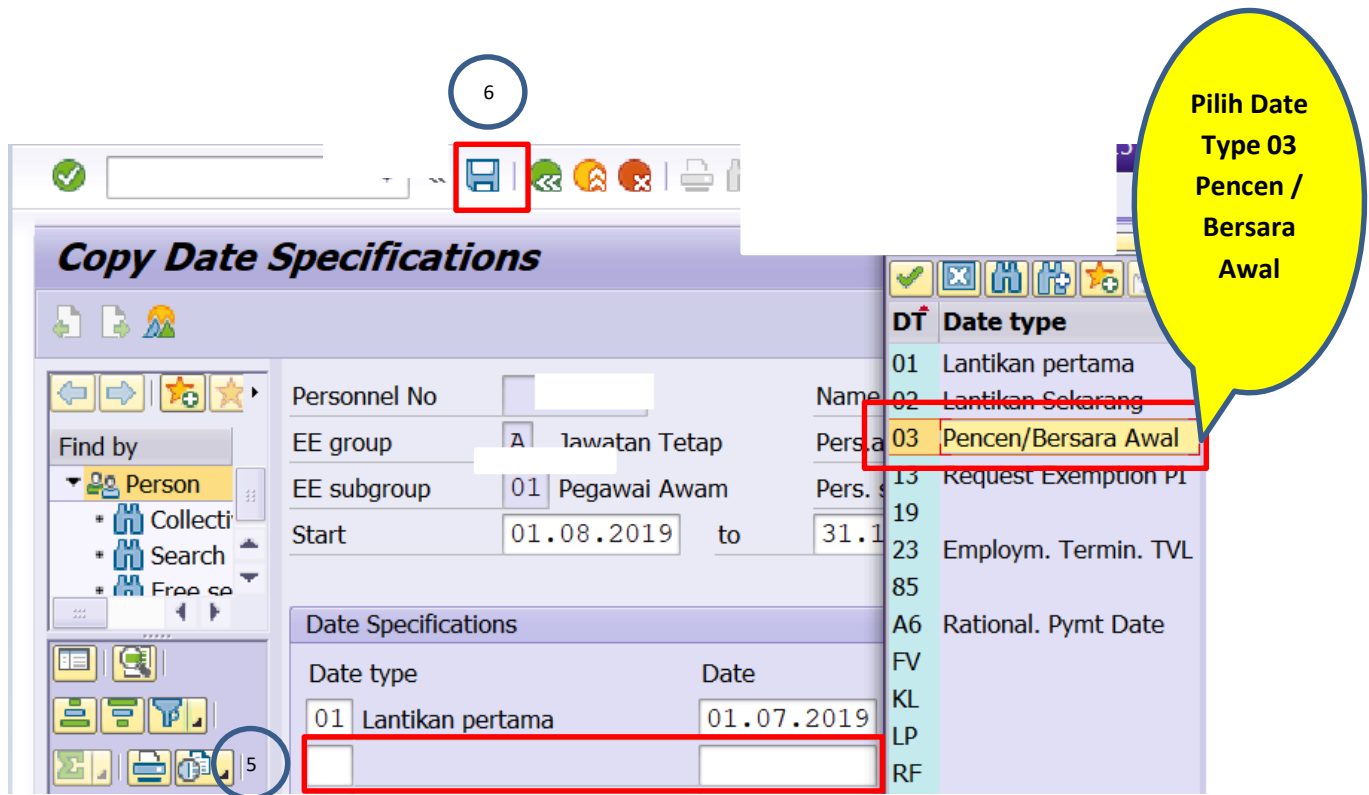 6
Pilih Date
Type 03
Pencen /
Bersara
Awal
Copy Date Specifications
DT Date type
01 Lantikan pertama
02 Lantikan Sekarang
03 Pencen/Bersara Awal
13 Request Exemption PI
19
23 Employm. Termin. TVL
85
A6 Rational. Pymt Date
FV
KL
LP
RF
Find by
Person
Collecti
Search
Free se
Personnel No Name
EE group A Jawatan Tetap Pers.a
EE subgroup 01 Pegawai Awam Pers. s
Start 01.08.2019 to 31.1
Date Specifications
Date type Date
01 Lantikan pertama 01.07.2019
5